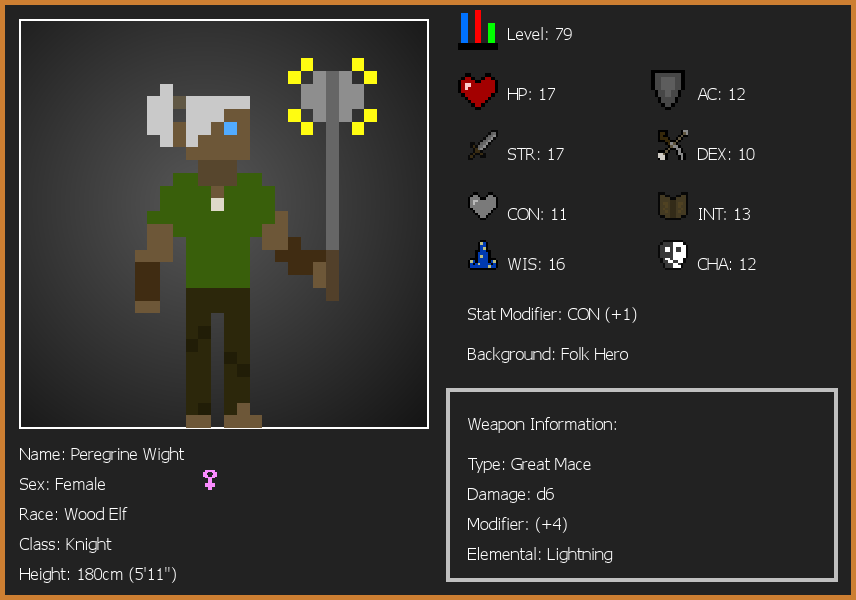 Level: 79
HP: 17
AC: 12
STR: 17
DEX: 10
CON: 11
INT: 13
WIS: 16
CHA: 12
Stat Modifier: CON (+1)
Background: Folk Hero
Weapon Information:
Type: Great Mace
Damage: d6
Modifier: (+4)
Elemental: Lightning
Name: Peregrine Wight
Sex: Female
Race: Wood Elf
Class: Knight
Height: 180cm (5'11")